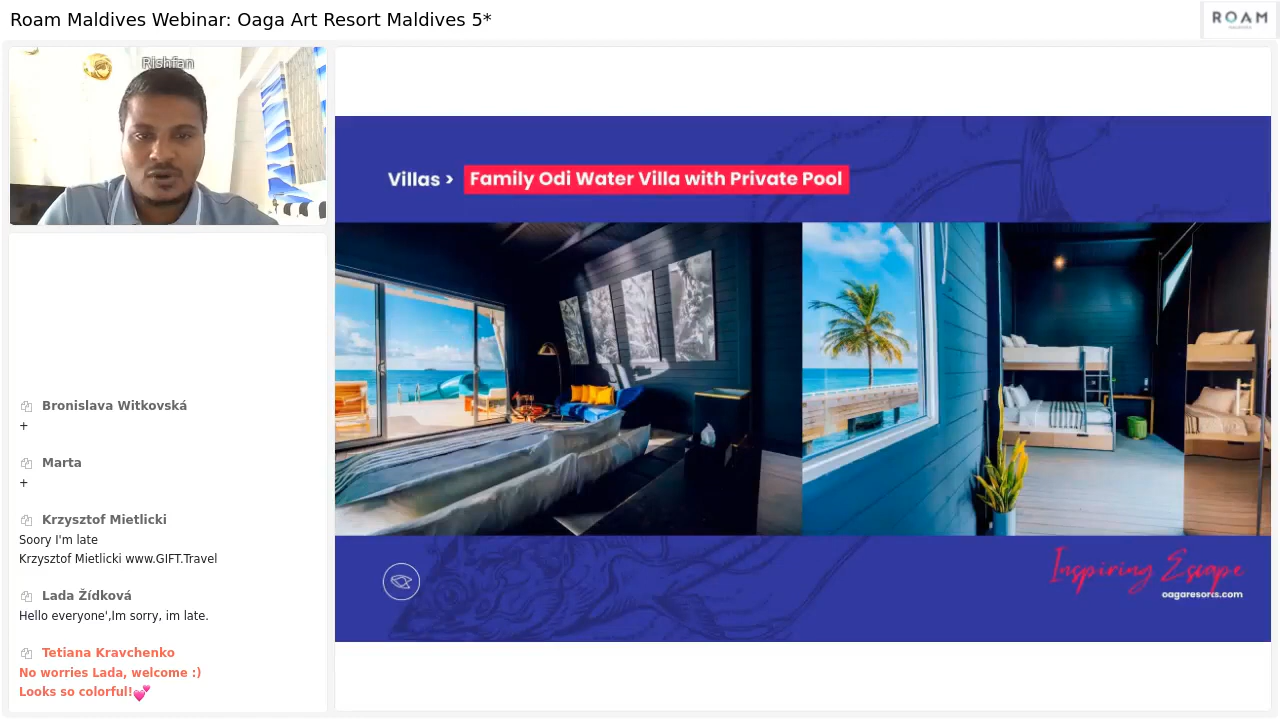 Roam Maldives Webinar: Oaga Art Resort Maldives 5*
ROAM
Rishfan
Villas > Family Odi Water Villa with Private Pool
Inspiring Escape
oagaresorts.com
Bronislava Witkovská
+
Marta
+
Krzysztof Mietlicki
Soory I'm late
Krzysztof Mietlicki www.GIFT.Travel
Lada Žídková
Hello everyone',Im sorry, im late.
Tetiana Kravchenko
No worries Lada, welcome :)
Looks so colorful!💕